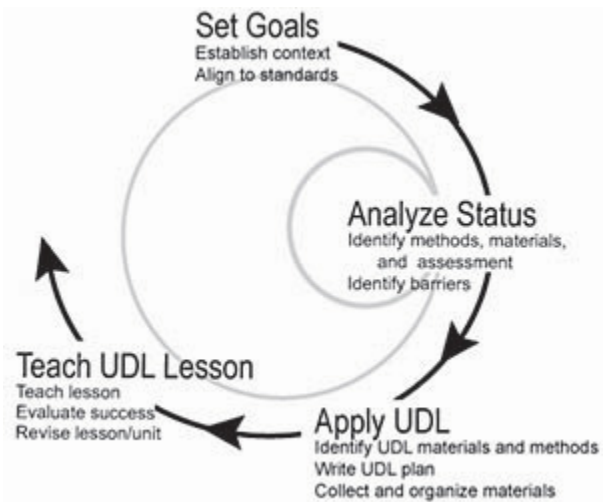 Set Goals
Establish context
Align to standards
Analyze Status
Identify methods, materials,
and assessment
Identify barriers
Teach UDL Lesson
Teach lesson
Evaluate success
Revise lesson/unit
Apply UDL
Identify UDL materials and methods
Write UDL plan
Collect and organize materials